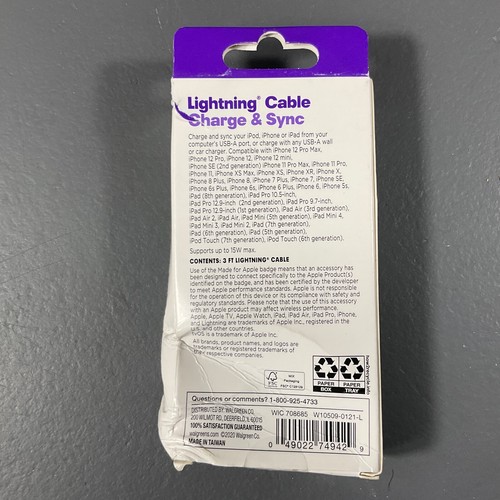 Lightning® Cable
Charge & Sync
Charge and sync your iPod, iPhone or iPad from your
computer's USB-A port, or charge with any USB-A wall
or car charger. Compatible with iPhone 12 Pro Max,
iPhone 12 Pro, iPhone 12, iPhone 12 mini,
iPhone SE (2nd generation) iPhone 11 Pro Max, iPhone 11 Pro,
iPhone 11, iPhone XS Max, iPhone XS, iPhone XR, iPhone X,
iPhone 8 Plus, iPhone 8, iPhone 7 Plus, iPhone 7, iPhone SE,
iPhone 6s Plus, iPhone 6s, iPhone 6 Plus, iPhone 6, iPhone 5s,
iPad (8th generation), iPad Pro 10.5-inch,
iPad Pro 12.9-inch (2nd generation), iPad Pro 9.7-inch,
iPad Pro 12.9-inch (1st generation), iPad Air (3rd generation),
iPad Air 2, iPad Air, iPad Mini (5th generation), iPad Mini 4,
iPad Mini 3, iPad Mini 2, iPad (7th generation),
iPad (6th generation), iPad (5th generation),
iPod Touch (7th generation), iPod Touch (6th generation).
Supports up to 15W max.
CONTENTS: 3 FT LIGHTNING® CABLE
Use of the Made for Apple badge means that an accessory has
been designed to connect specifically to the Apple Product(s)
identified on the badge, and has been certified by the developer
to meet Apple performance standards. Apple is not responsible
for the operation of this device or its compliance with safety and
regulatory standards. Please note that the use of this accessory
with an Apple product may affect wireless performance.
Apple, Apple TV, Apple Watch, iPad, iPad Air, iPad Pro, iPhone,
and Lightning are trademarks of Apple Inc., registered in the
U.S. and other countries.
tvOS is a trademark of Apple Inc.
All brands, product names, and logos are
trademarks or registered trademarks of
their respective companies.
FSC
MIX
Packaging
PAPER
BOX
PAPER
TRAY
how2recycle.info
Questions or comments? 1-800-925-4733
DISTRIBUTED BY: WALGREEN CO.
200 WILMOT RD., DEERFIELD, IL 60015
100% SATISFACTION GUARANTEED
walgreens.com ©2020 Walgreen Co.
MADE IN TAIWAN
WIC 708685 W10509-0121-L
0 49022 74942 9